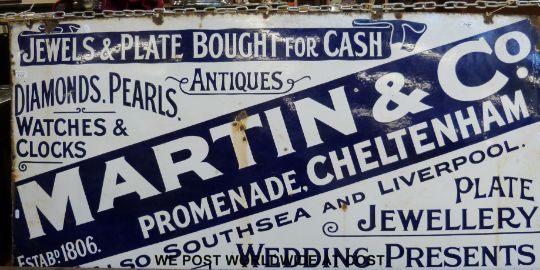 JEWELS & PLATE BOUGHT FOR CASH
DIAMONDS. PEARLS.
WATCHES &
CLOCKS
ANTIQUES
MARTIN & Co.
PROMENADE. CHELTENHAM
ESTABD 1806.
ALSO SOUTHSEA AND LIVERPOOL.
PLATE
JEWELLERY
WEDDING PRESENTS
WE POST WORLDWIDE AT COST